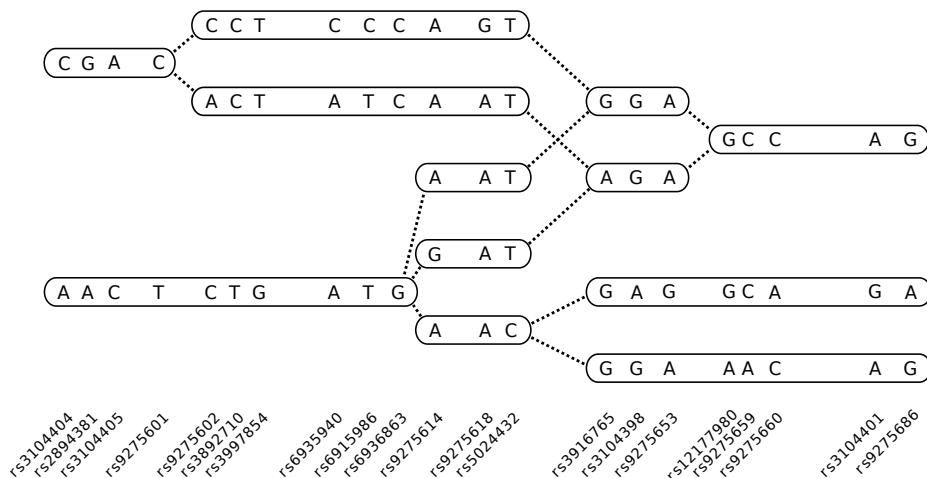 C C T C C C A G T
C G A C
A C T A T C A A T
G G A
G C C A G
A A T
A G A
G A T
A A C T C T G A T G
G A G G C A G A
A A C
G G A A A C A G
rs3104404
rs2894381
rs3104405
rs9275601
rs9275602
rs3892710
rs3997854
rs6935940
rs6915986
rs6936863
rs9275614
rs9275618
rs5024432
rs3916765
rs3104398
rs9275653
rs12177980
rs9275659
rs9275660
rs3104401
rs9275686